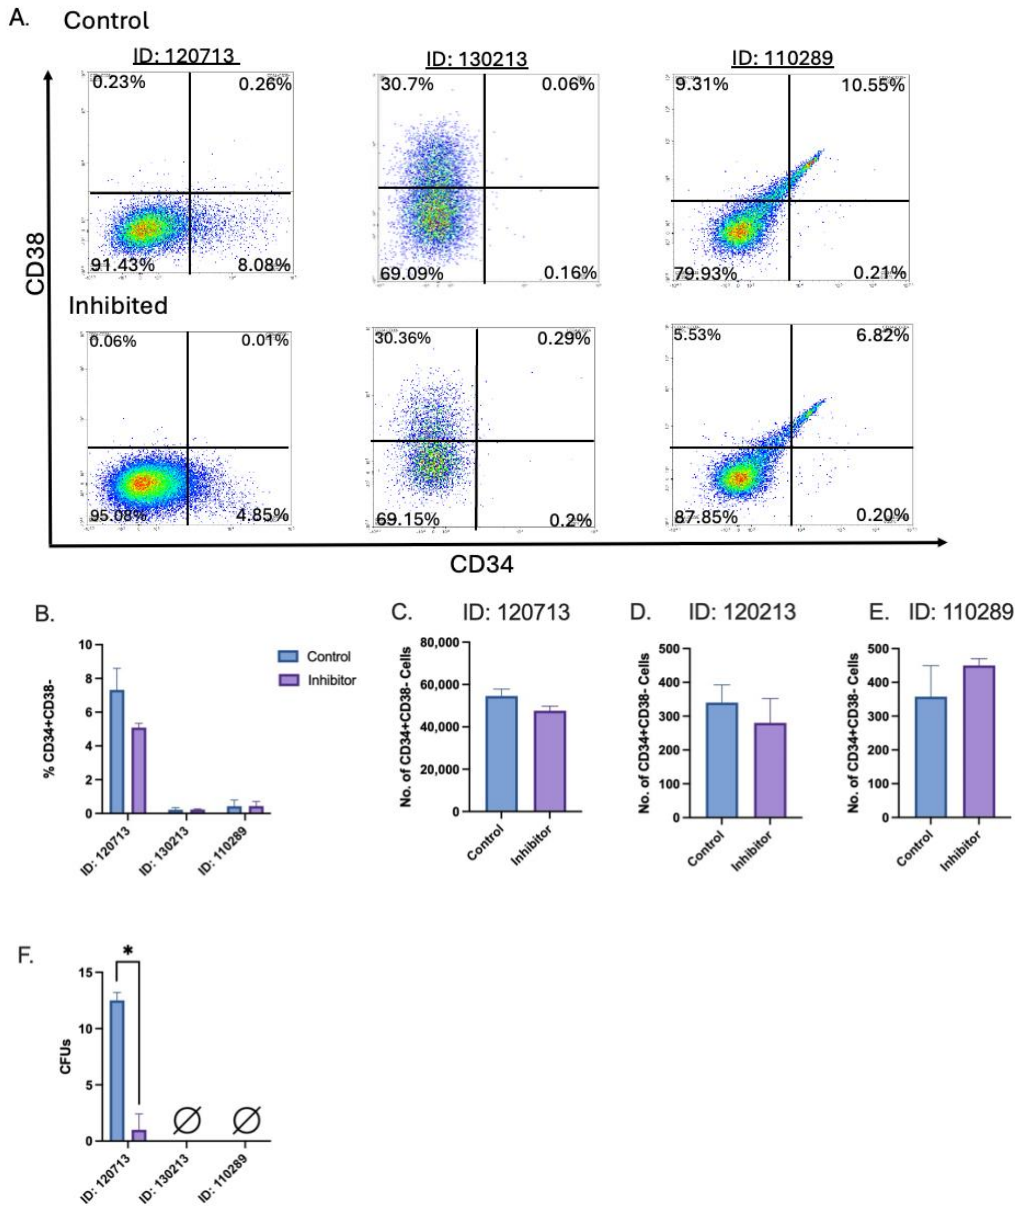 A. Control
ID: 120713 ID: 130213 ID: 110289
0.23% 0.26% 30.7% 0.06% 9.31% 10.55%
91.43% 8.08% 69.09% 0.16% 79.93% 0.21%
CD38
Inhibited
0.06% 0.01% 30.36% 0.29% 5.53% 6.82%
95.08% 4.85% 69.15% 0.2% 87.85% 0.20%
CD34
B.
% CD34+CD38-
10
8
6
4
2
0
ID: 120713 ID: 130213 ID: 110289
Control
Inhibitor
C. ID: 120713
No. of CD34+CD38- Cells
80,000
60,000
40,000
20,000
0
Control Inhibitor
D. ID: 120213
No. of CD34+CD38- Cells
500
400
300
200
100
0
Control Inhibitor
E. ID: 110289
No. of CD34+CD38- Cells
500
400
300
200
100
0
Control Inhibitor
F.
*
CFUs
15
10
5
0
∅ ∅
ID: 120713 ID: 130213 ID: 110289